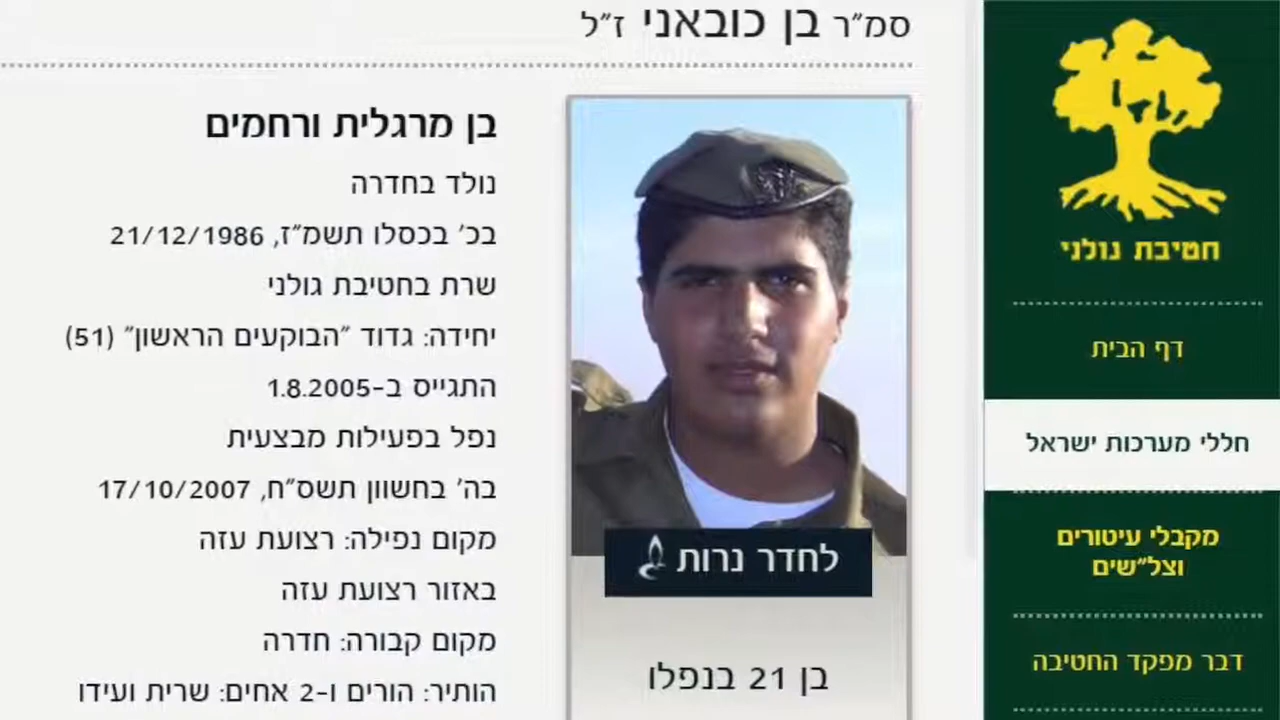 סמ״ר בן כובאני ז״ל
בן מרגלית ורחמים
נולד בחדרה
בכ׳ בכסלו תשמ״ז, 21/12/1986
שרת בחטיבת גולני
יחידה: גדוד ״הבוקעים הראשון״ (51)
התגייס ב-1.8.2005
נפל בפעילות מבצעית
בה׳ בחשוון תשס״ח, 17/10/2007
מקום נפילה: רצועת עזה
באזור רצועת עזה
מקום קבורה: חדרה
הותיר: הורים ו-2 אחים: שרית ועידו
לחדר נרות
בן 21 בנפלו
חטיבת גולני
דף הבית
חללי מערכות ישראל
מקבלי עיטורים
וצל״שים
דבר מפקד החטיבה